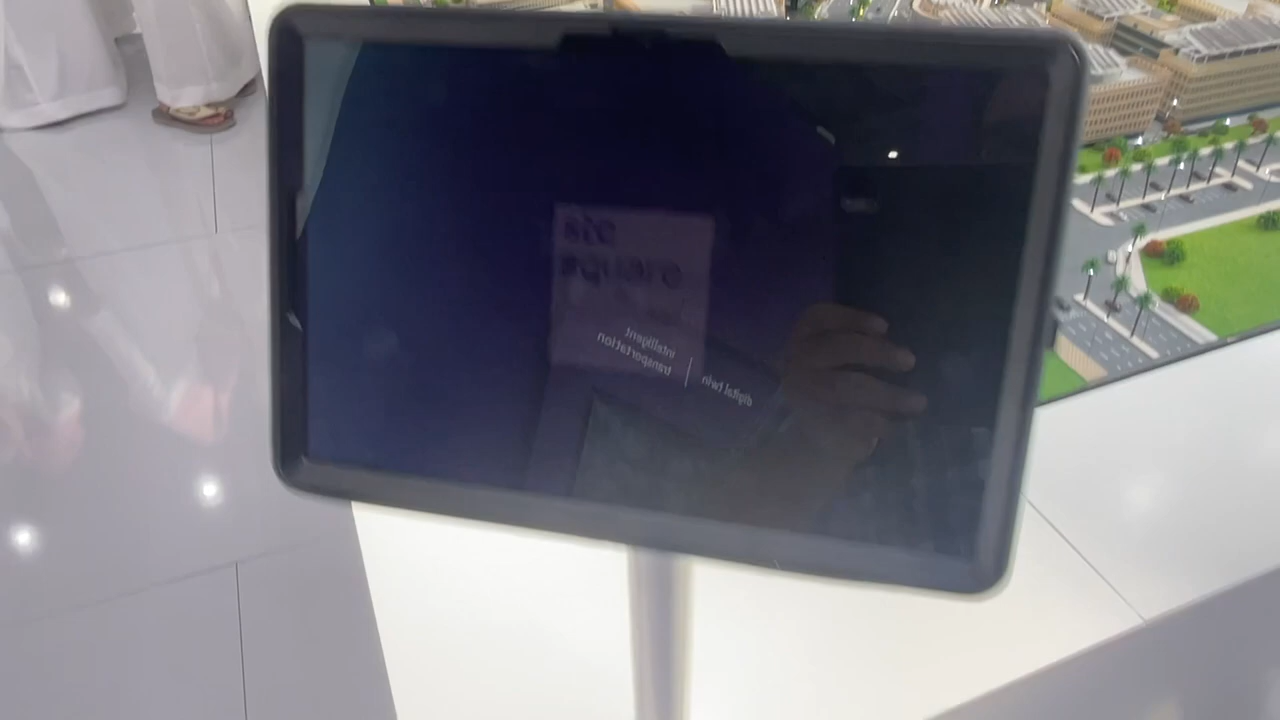 stc
square
intelligent
transportation
digital twin